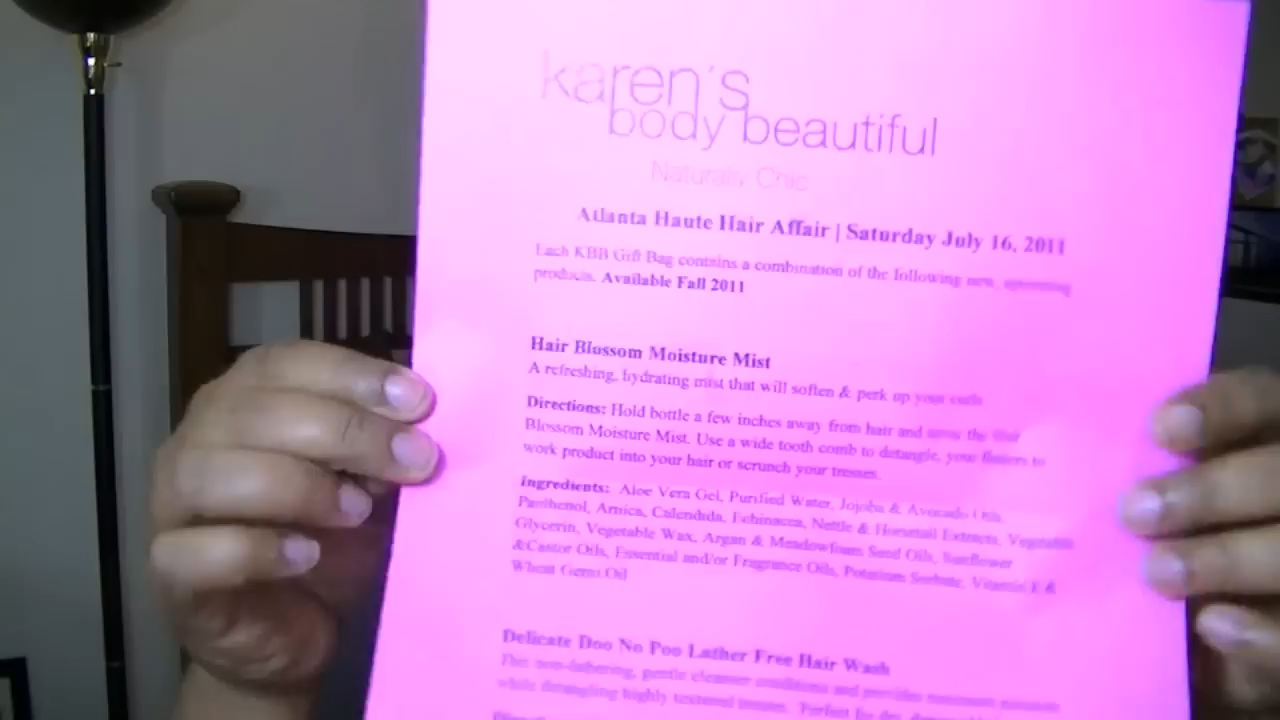 karen's
body beautiful
Naturally Chic
Atlanta Haute Hair Affair | Saturday July 16, 2011
Each KBB Gift Bag contains a combination of the following new, upcoming
products. Available Fall 2011
Hair Blossom Moisture Mist
A refreshing, hydrating mist that will soften & perk up your curls
Directions: Hold bottle a few inches away from hair and the Hair
Blossom Moisture Mist. Use a wide tooth comb to detangle, your fingers to
work product into your hair or scrunch your tresses.
Ingredients: Aloe Vera Gel, Purified Water, Jojoba & Avocado Oils,
Panthenol, Arnica, Calendula, Echinacea, Nettle & Horsetail Extracts, Vegetable
Glycerin, Vegetable Wax, Argan & Meadowfoam Seed Oils, Sunflower
&Castor Oils, Essential and/or Fragrance Oils, Potassium Sorbate, Vitamin E &
Wheat Germ Oil
Delicate Doo No Poo Lather Free Hair Wash
This non-lathering, gentle cleanser conditions and provides maximum
while detangling highly textured tresses. Perfect for dry,